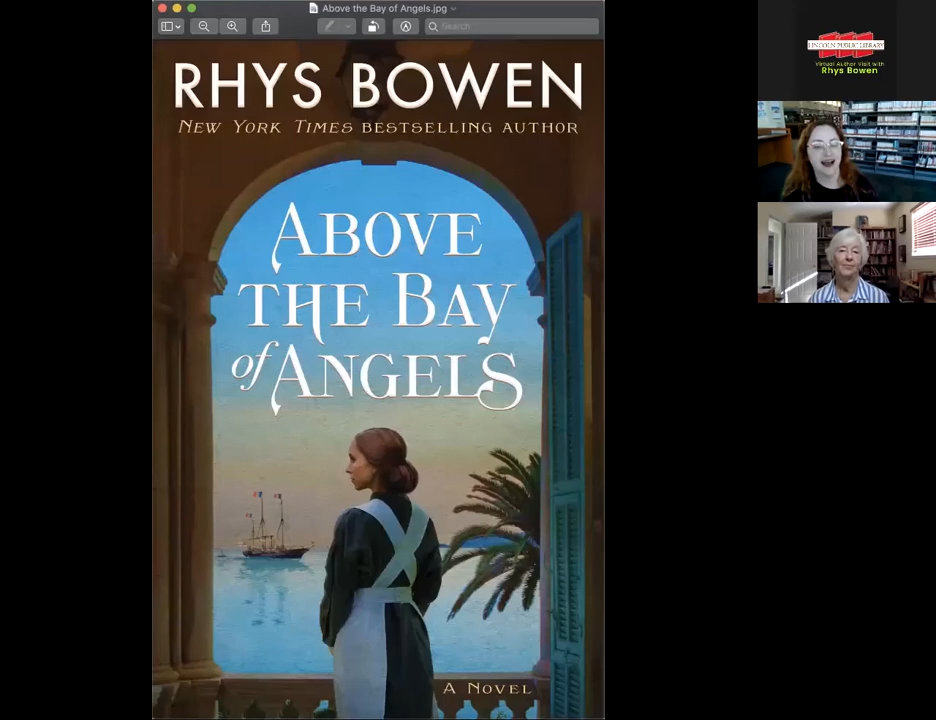 Above the Bay of Angels.jpg
Search
RHYS BOWEN
NEW YORK TIMES BESTSELLING AUTHOR
ABOVE
THE BAY
of ANGELS
A NOVEL
LINCOLN PUBLIC LIBRARY
Virtual Author Visit with
Rhys Bowen